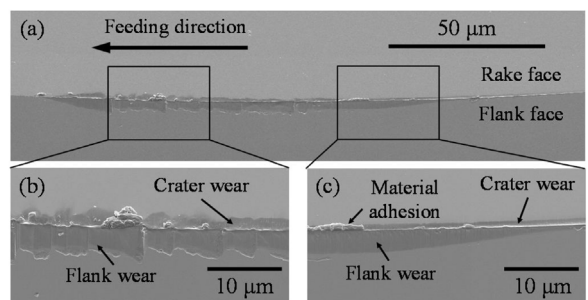 (a)
Feeding direction
50 μm
Rake face
Flank face
(b)
Crater wear
Flank wear
10 μm
(c)
Material
adhesion
Crater wear
Flank wear
10 μm